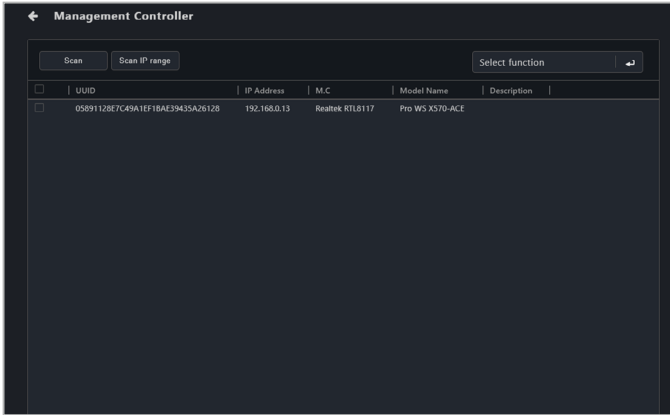 Management Controller
Scan Scan IP range Select function
UUID IP Address M.C Model Name Description
05891128E7C49A1EF1BAE39435A26128 192.168.0.13 Realtek RTL8117 Pro WS X570-ACE